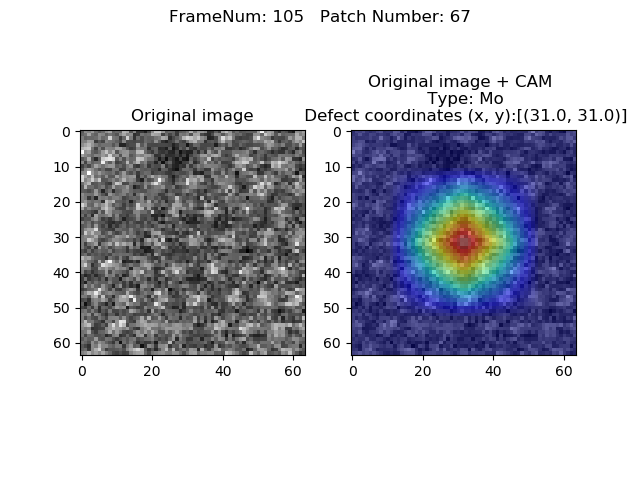 FrameNum: 105   Patch Number: 67
Original image
Original image + CAM
Type: Mo
Defect coordinates (x, y):[(31.0, 31.0)]
0
10
20
30
40
50
60
0 20 40 60
0
10
20
30
40
50
60
0 20 40 60